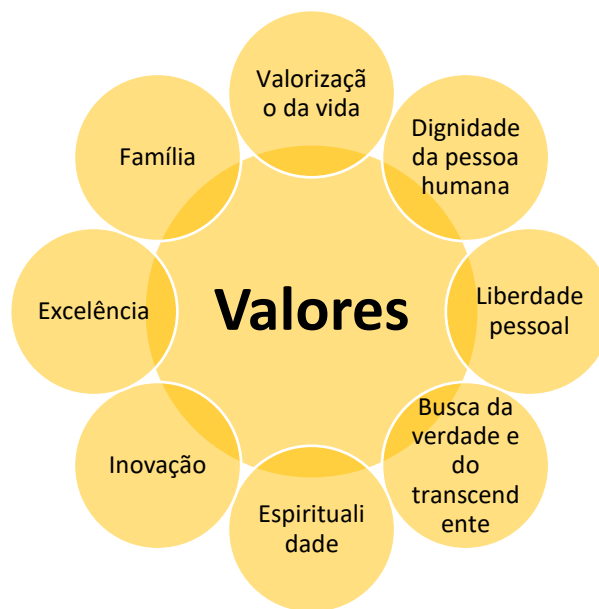 Valorizaçã
o da vida
Dignidade
da pessoa
humana
Liberdade
pessoal
Busca da
verdade e
do
transcend
ente
Espirituali
dade
Inovação
Excelência
Família
Valores